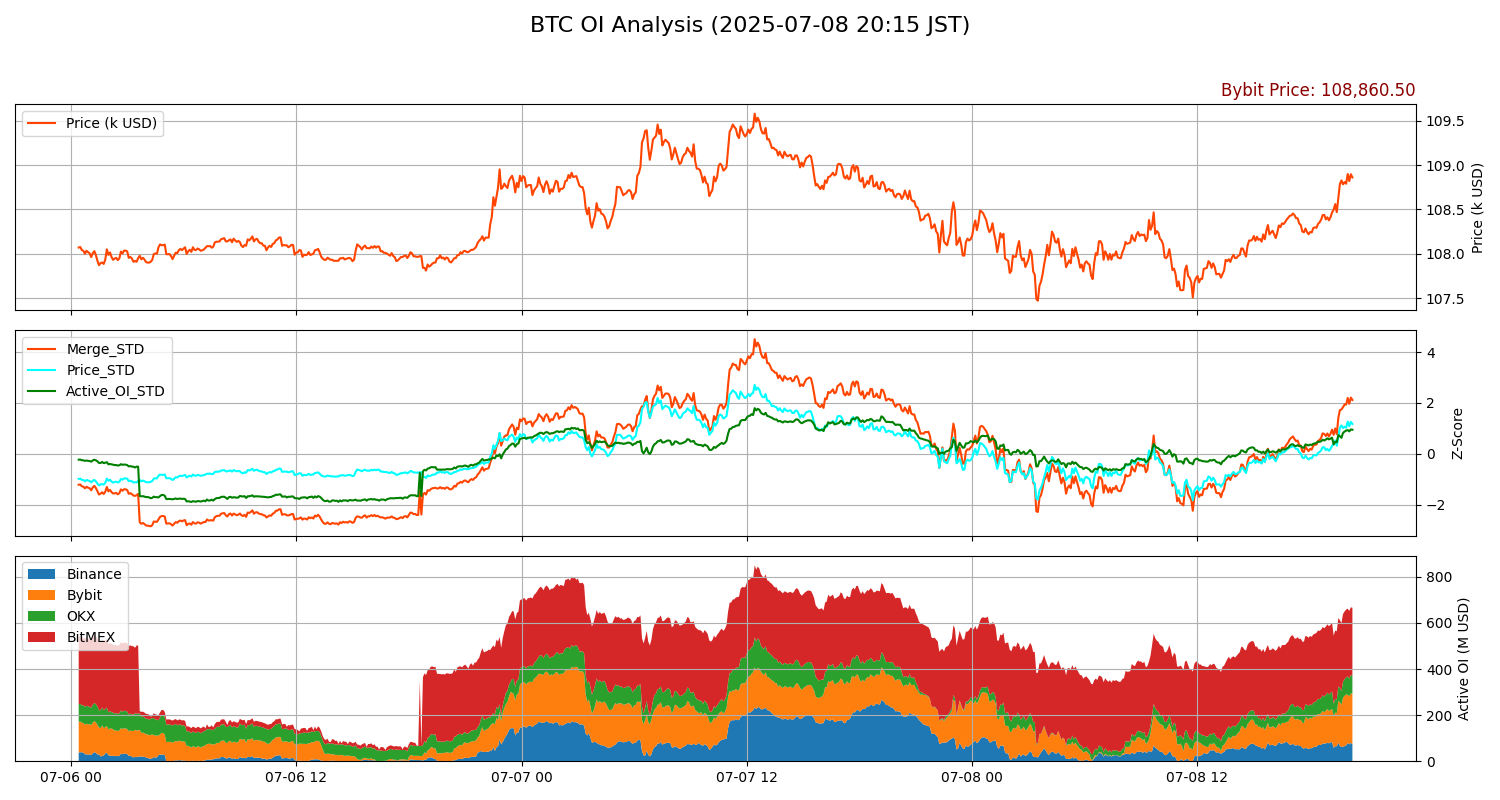 BTC OI Analysis (2025-07-08 20:15 JST)
Bybit Price: 108,860.50
Price (k USD)
109.5
109.0
108.5
108.0
107.5
Price (k USD)
Merge_STD
Price_STD
Active_OI_STD
4
2
0
−2
Z-Score
Binance
Bybit
OKX
BitMEX
800
600
400
200
0
Active OI (M USD)
07-06 00
07-06 12
07-07 00
07-07 12
07-08 00
07-08 12